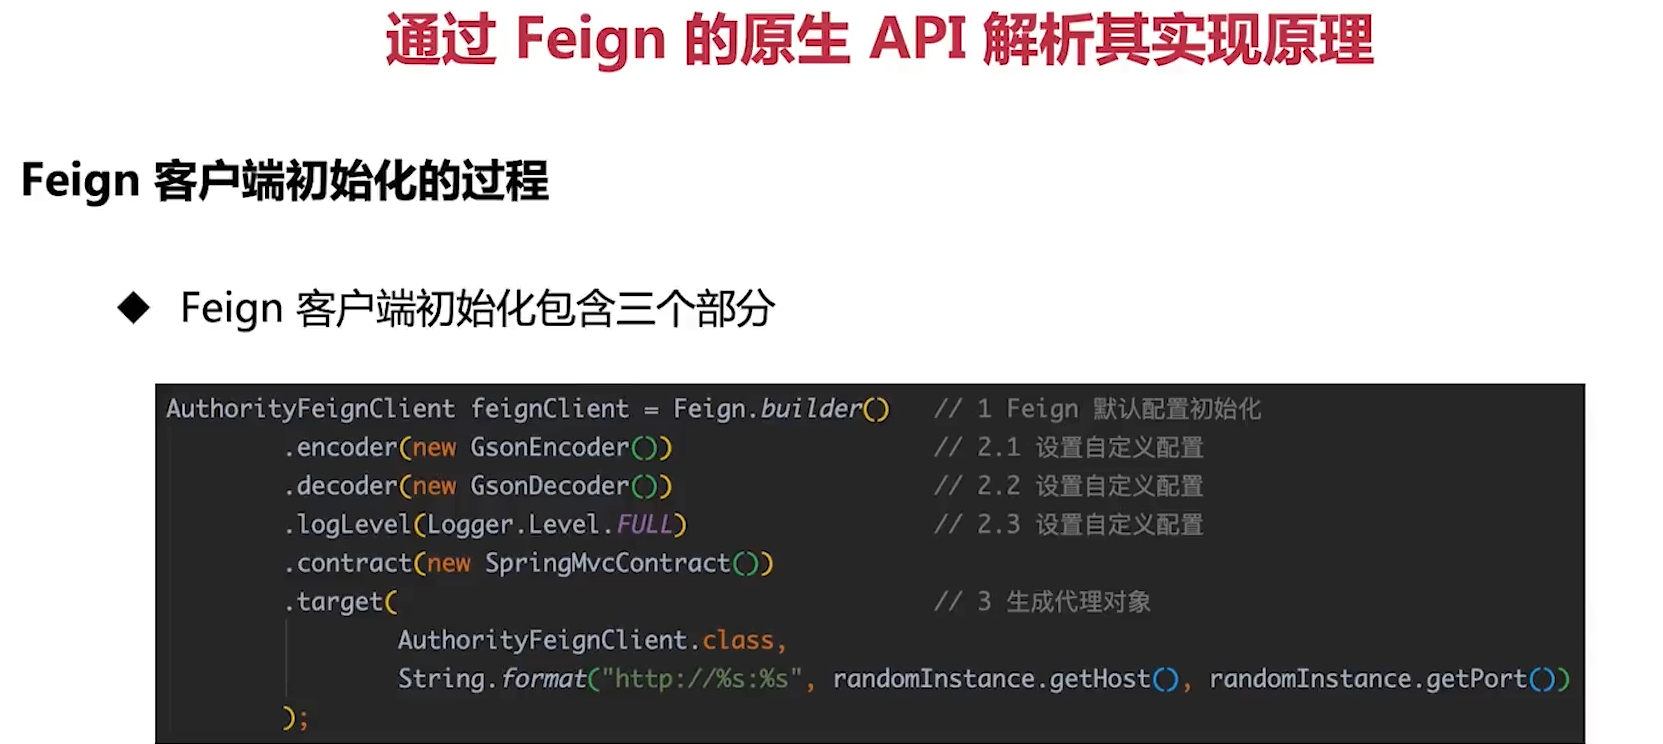 通过 Feign 的原生 API 解析其实现原理
Feign 客户端初始化的过程
◆ Feign 客户端初始化包含三个部分
AuthorityFeignClient feignClient = Feign.builder()   // 1 Feign 默认配置初始化
        .encoder(new GsonEncoder())                  // 2.1 设置自定义配置
        .decoder(new GsonDecoder())                  // 2.2 设置自定义配置
        .logLevel(Logger.Level.FULL)                 // 2.3 设置自定义配置
        .contract(new SpringMvcContract())
        .target(                                     // 3 生成代理对象
                AuthorityFeignClient.class,
                String.format("http://%s:%s", randomInstance.getHost(), randomInstance.getPort())
        );